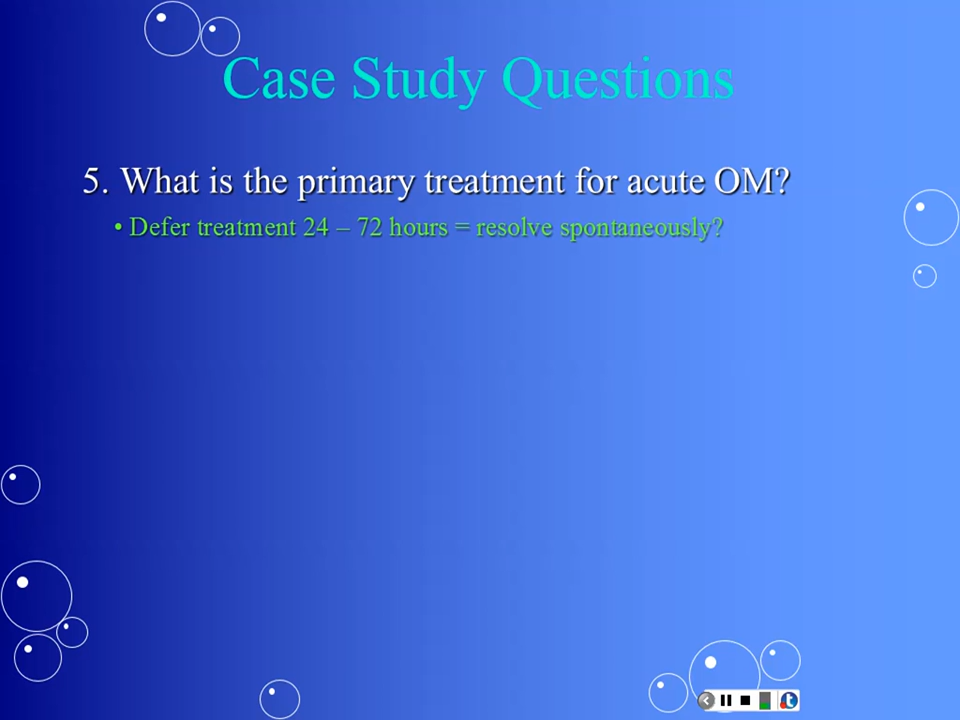 Case Study Questions
5. What is the primary treatment for acute OM?
• Defer treatment 24 – 72 hours = resolve spontaneously?